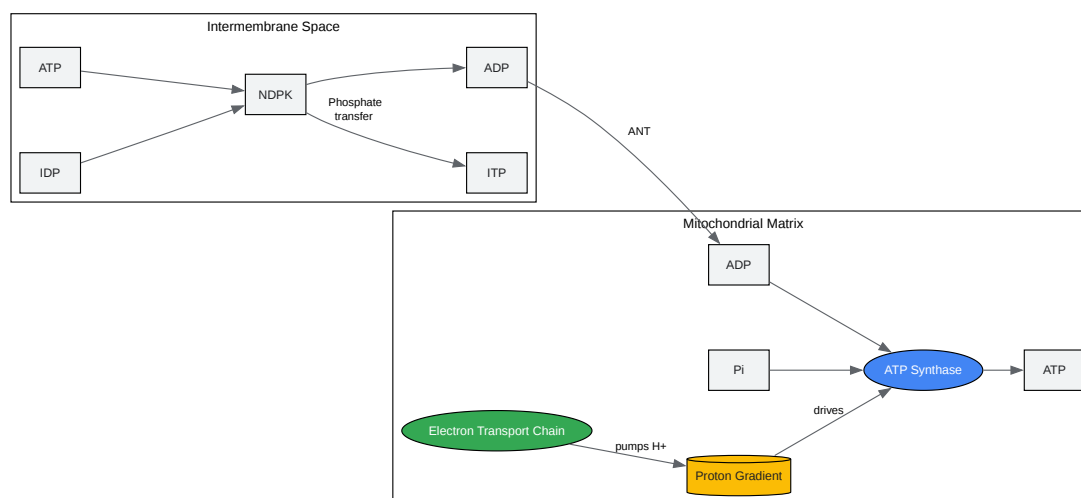 Intermembrane Space
ATP
NDPK
ADP
Phosphate
transfer
IDP
ITP
ANT
Mitochondrial Matrix
ADP
Pi
ATP Synthase
ATP
drives
Electron Transport Chain
pumps H+
Proton Gradient